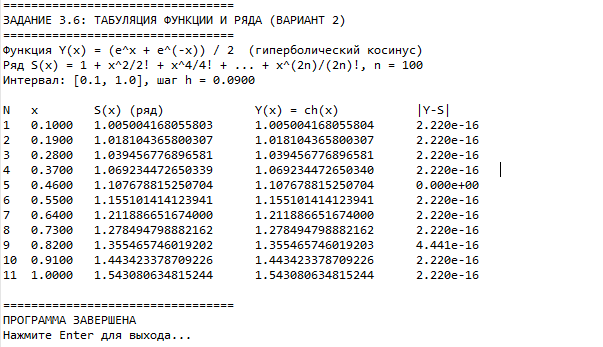 ==================================
ЗАДАНИЕ 3.6: ТАБУЛЯЦИЯ ФУНКЦИИ И РЯДА (ВАРИАНТ 2)
==================================
Функция Y(x) = (e^x + e^(-x)) / 2  (гиперболический косинус)
Ряд S(x) = 1 + x^2/2! + x^4/4! + ... + x^(2n)/(2n)!, n = 100
Интервал: [0.1, 1.0], шаг h = 0.0900
N x S(x) (ряд) Y(x) = ch(x) |Y-S|
1 0.1000 1.005004168055803 1.005004168055804 2.220e-16
2 0.1900 1.018104365800307 1.018104365800307 2.220e-16
3 0.2800 1.039456776896581 1.039456776896581 2.220e-16
4 0.3700 1.069234472650339 1.069234472650340 2.220e-16
5 0.4600 1.107678815250704 1.107678815250704 0.000e+00
6 0.5500 1.155101414123941 1.155101414123941 2.220e-16
7 0.6400 1.211886651674000 1.211886651674000 2.220e-16
8 0.7300 1.278494798882162 1.278494798882162 2.220e-16
9 0.8200 1.355465746019202 1.355465746019203 4.441e-16
10 0.9100 1.443423378709226 1.443423378709226 2.220e-16
11 1.0000 1.543080634815244 1.543080634815244 2.220e-16
==================================
ПРОГРАММА ЗАВЕРШЕНА
Нажмите Enter для выхода...